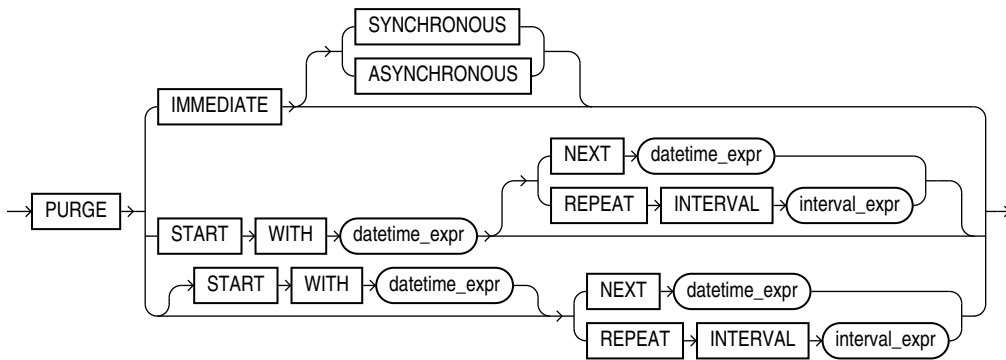 SYNCHRONOUS
ASYNCHRONOUS
IMMEDIATE
NEXT datetime_expr
REPEAT INTERVAL interval_expr
PURGE
START WITH datetime_expr
START WITH datetime_expr
NEXT datetime_expr
REPEAT INTERVAL interval_expr